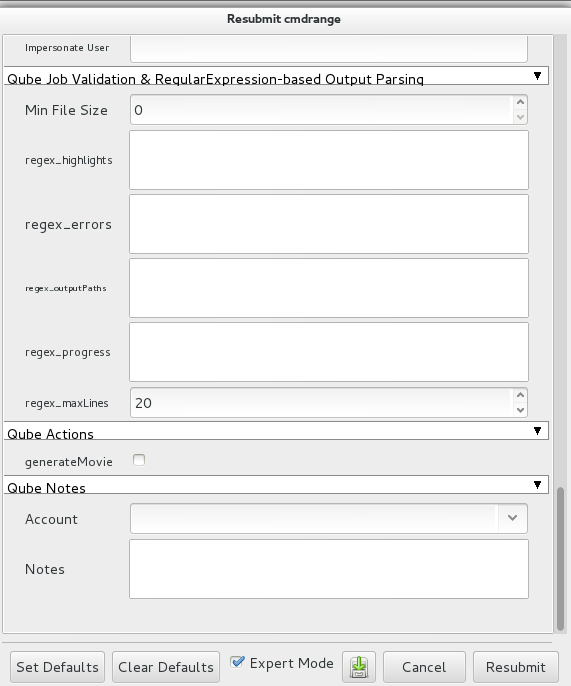 Resubmit cmdrange
Impersonate User
Qube Job Validation & RegularExpression-based Output Parsing
Min File Size 0
regex_highlights
regex_errors
regex_outputPaths
regex_progress
regex_maxLines 20
Qube Actions
generateMovie
Qube Notes
Account
Notes
Set Defaults Clear Defaults Expert Mode Cancel Resubmit